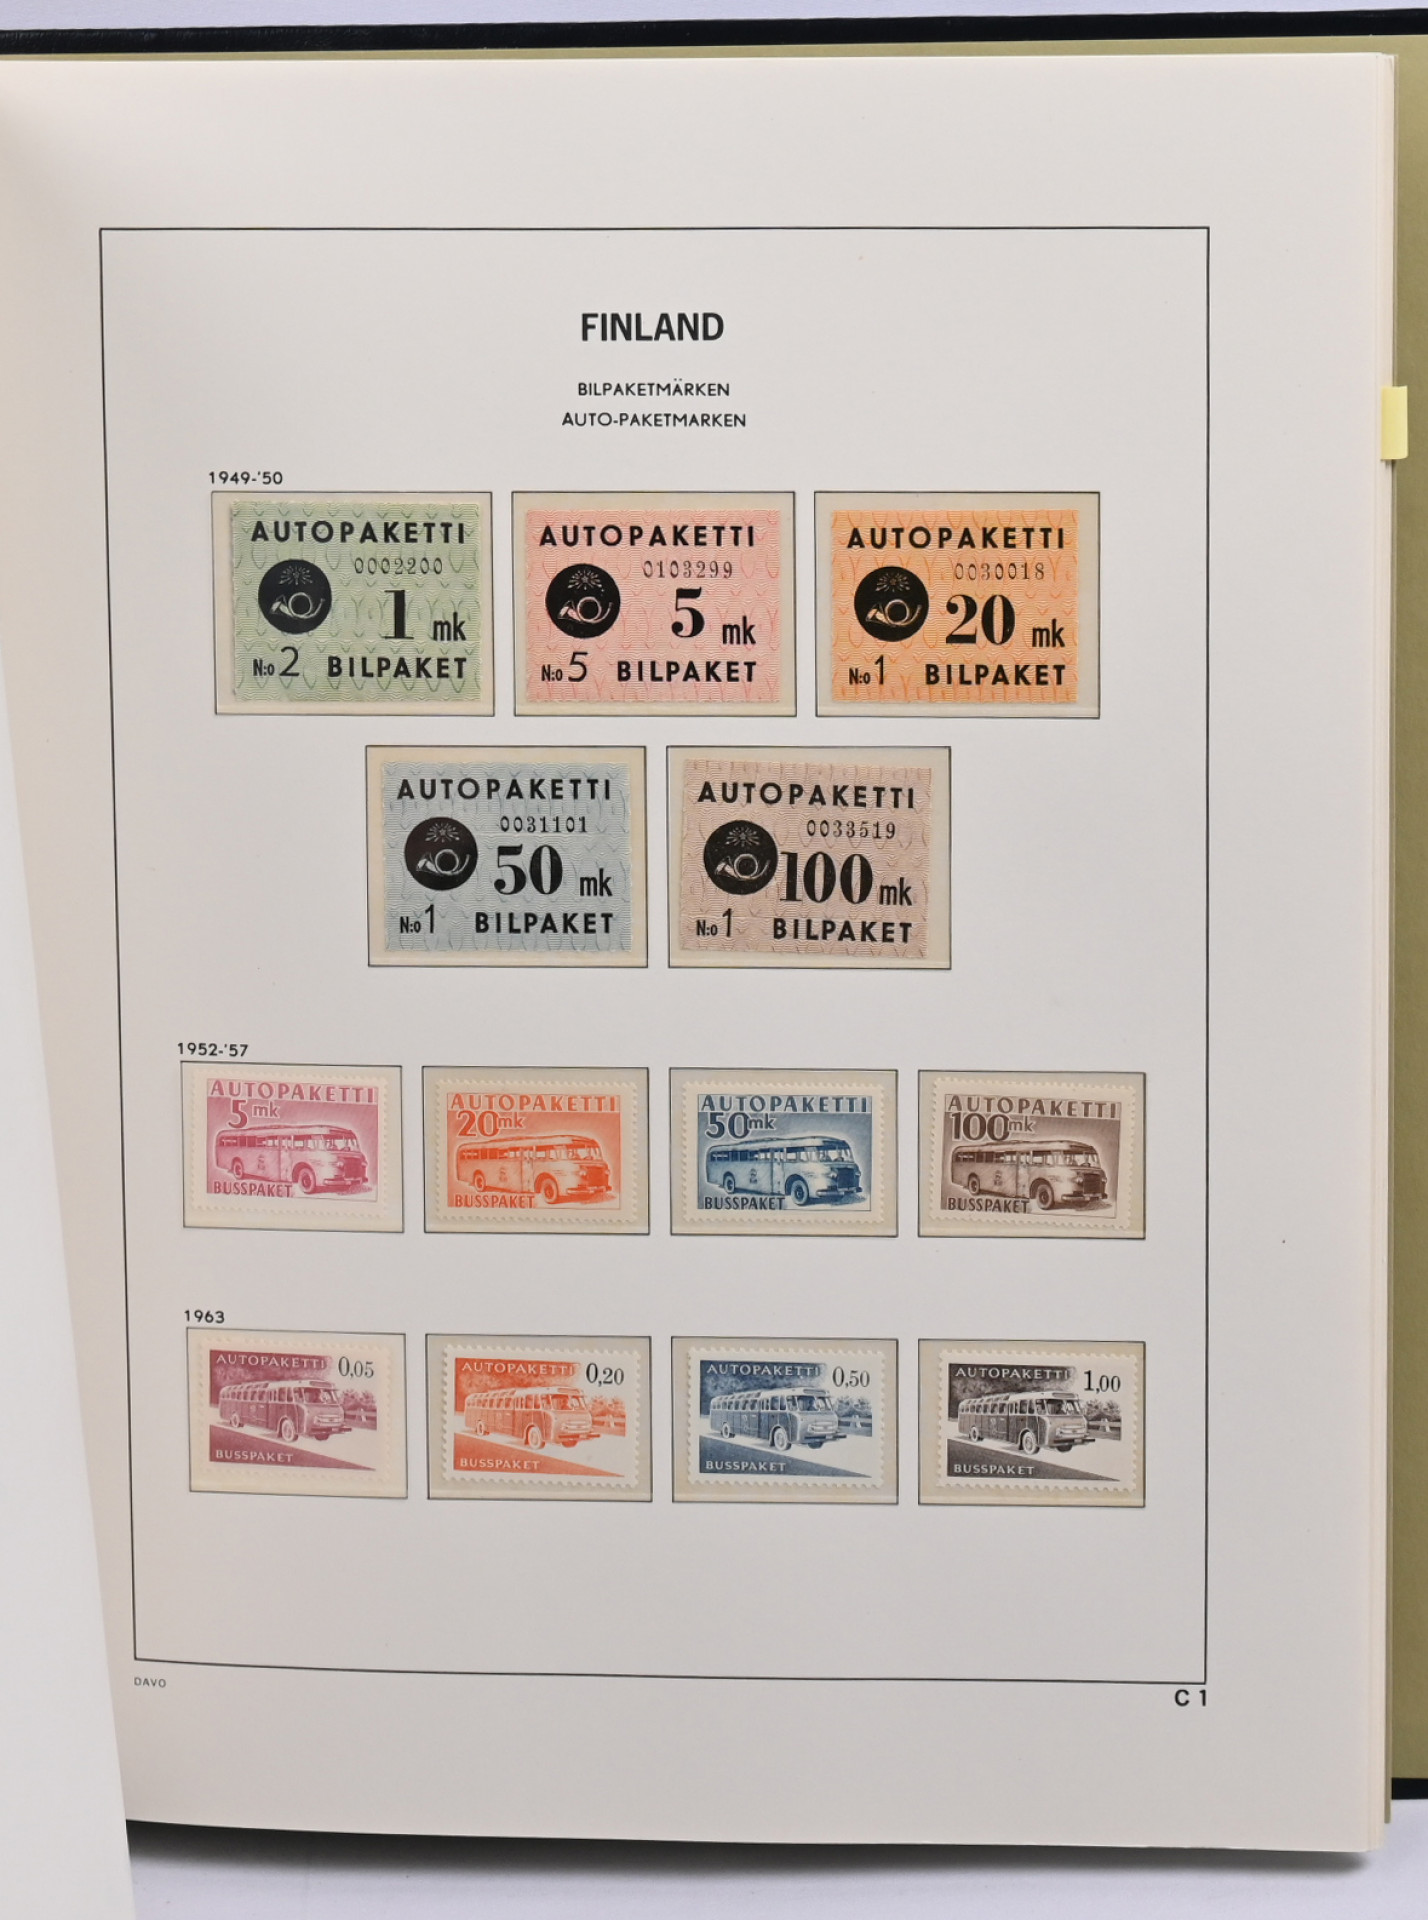 FINLAND
BILPAKETMÄRKEN
AUTO-PAKETMARKEN
1949-'50
AUTOPAKETTI
0002200
1 mk
N:o 2 BILPAKET
AUTOPAKETTI
0103299
5 mk
N:o 5 BILPAKET
AUTOPAKETTI
0030018
20 mk
N:o 1 BILPAKET
AUTOPAKETTI
0031101
50 mk
N:o 1 BILPAKET
AUTOPAKETTI
0033519
100 mk
N:o 1 BILPAKET
1952-'57
AUTOPAKETTI
5 mk
BUSSPAKET
AUTOPAKETTI
20 mk
BUSSPAKET
AUTOPAKETTI
50 mk
BUSSPAKET
AUTOPAKETTI
100 mk
BUSSPAKET
1963
AUTOPAKETTI 0,05
BUSSPAKET
AUTOPAKETTI 0,20
BUSSPAKET
AUTOPAKETTI 0,50
BUSSPAKET
AUTOPAKETTI 1,00
BUSSPAKET
DAVO
C 1